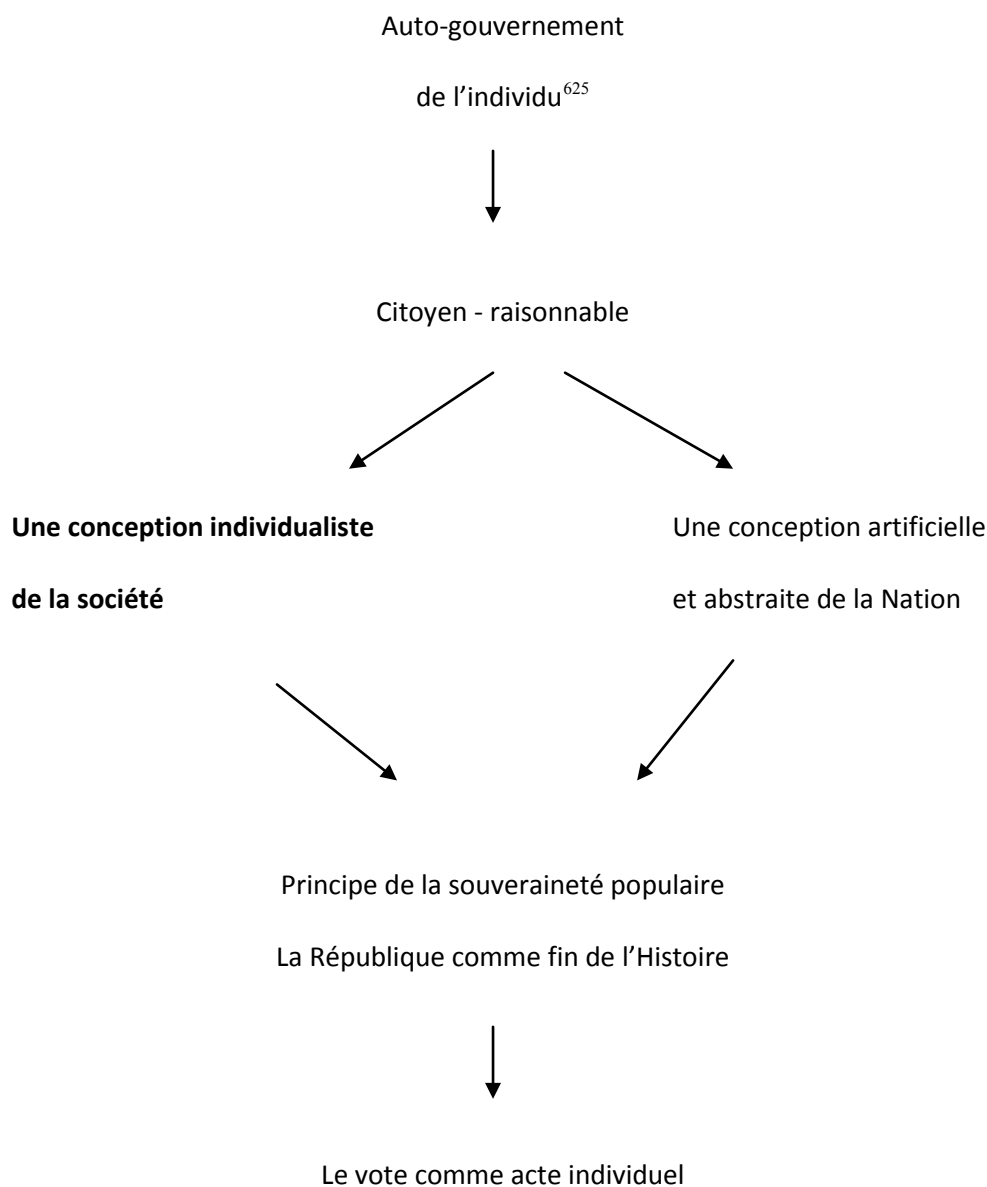 Auto-gouvernement
de l’individu625
Citoyen - raisonnable
Une conception individualiste
de la société
Une conception artificielle
et abstraite de la Nation
Principe de la souveraineté populaire
La République comme fin de l’Histoire
Le vote comme acte individuel